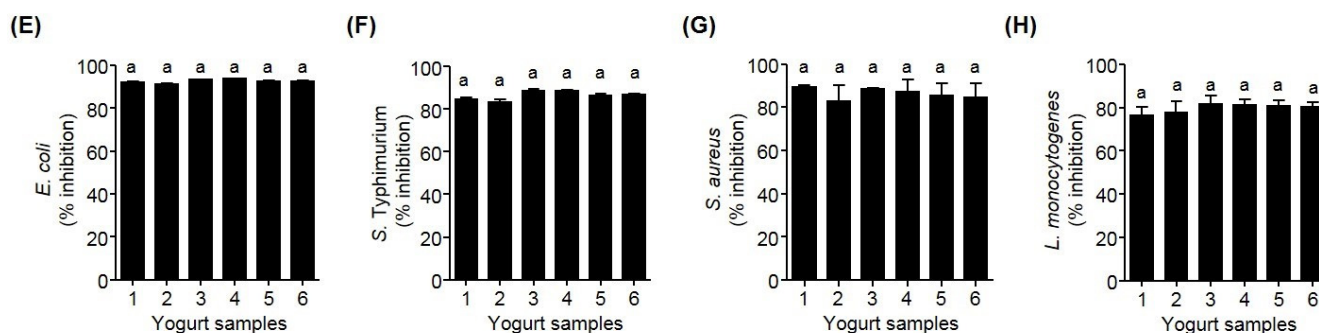 (E)
E. coli
(% inhibition)
100
80
60
40
20
0
a a a a a a
1 2 3 4 5 6
Yogurt samples
(F)
S. Typhimurium
(% inhibition)
100
80
60
40
20
0
a a a a a a
1 2 3 4 5 6
Yogurt samples
(G)
S. aureus
(% inhibition)
100
80
60
40
20
0
a a a a a a
1 2 3 4 5 6
Yogurt samples
(H)
L. monocytogenes
(% inhibition)
100
80
60
40
20
0
a a a a a a
1 2 3 4 5 6
Yogurt samples